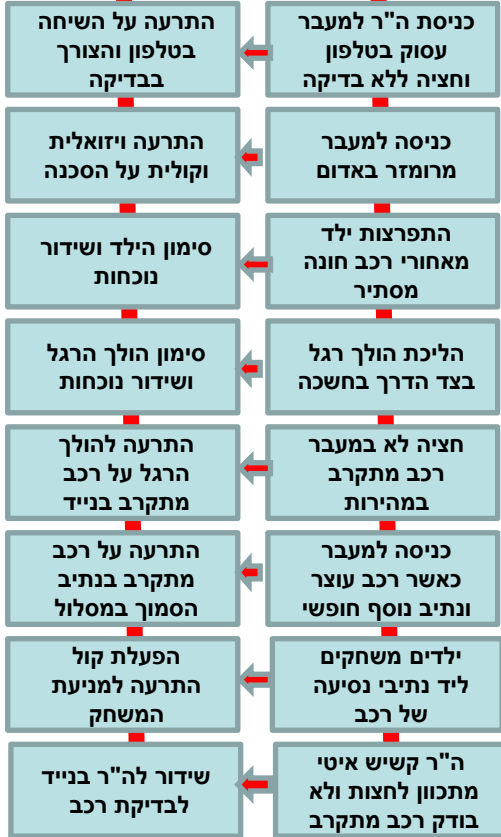 כניסת ה"ר למעבר
עסוק בטלפון
וחציה ללא בדיקה
התרעה על השיחה
בטלפון והצורך
בבדיקה
כניסה למעבר
מרומזר באדום
התרעה ויזואלית
וקולית על הסכנה
התפרצות ילד
מאחורי רכב חונה
מסתיר
סימון הילד ושידור
נוכחות
הליכת הולך רגל
בצד הדרך בחשכה
סימון הולך הרגל
ושידור נוכחות
חציה לא במעבר
רכב מתקרב
במהירות
התרעה להולך
הרגל על רכב
מתקרב בנייד
כניסה למעבר
כאשר רכב עוצר
ונתיב נוסף חופשי
התרעה על רכב
מתקרב בנתיב
הסמוך במסלול
ילדים משחקים
ליד נתיבי נסיעה
של רכב
הפעלת קול
התרעה למניעת
המשחק
ה"ר קשיש איטי
מתכוון לחצות ולא
בודק רכב מתקרב
שידור לה"ר בנייד
לבדיקת רכב